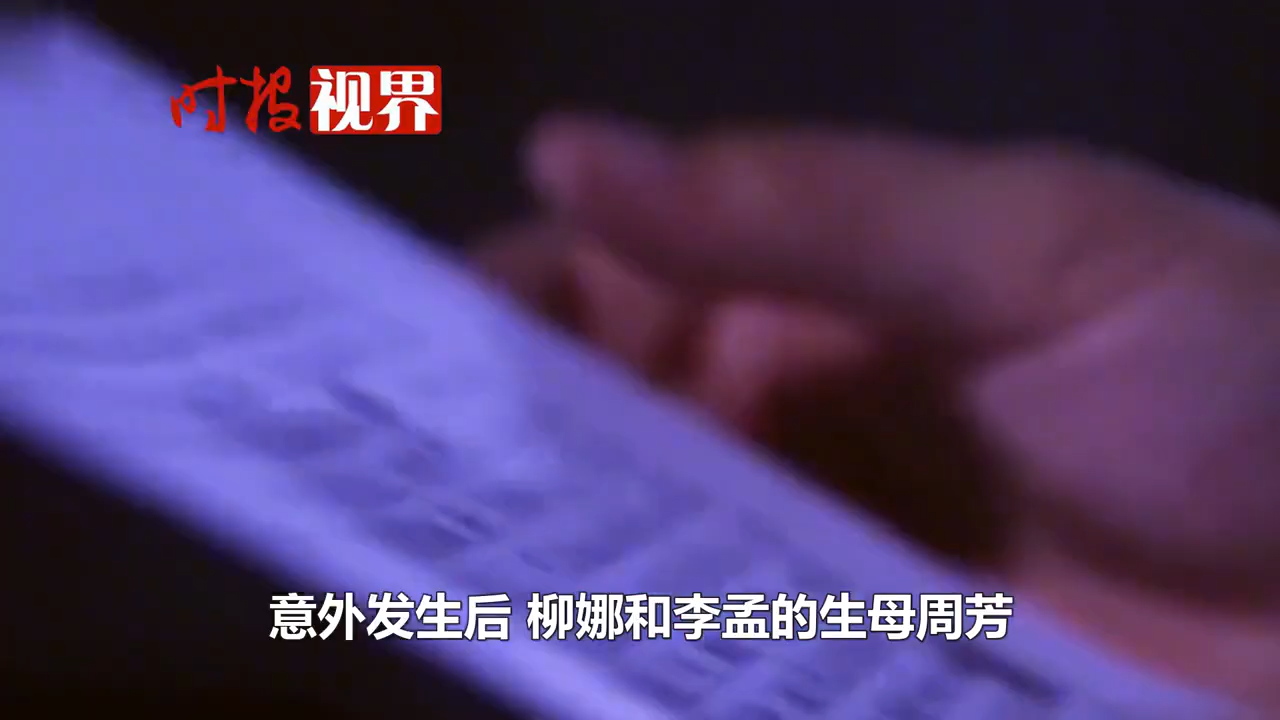 时报视界
意外发生后 柳娜和李孟的生母周芳